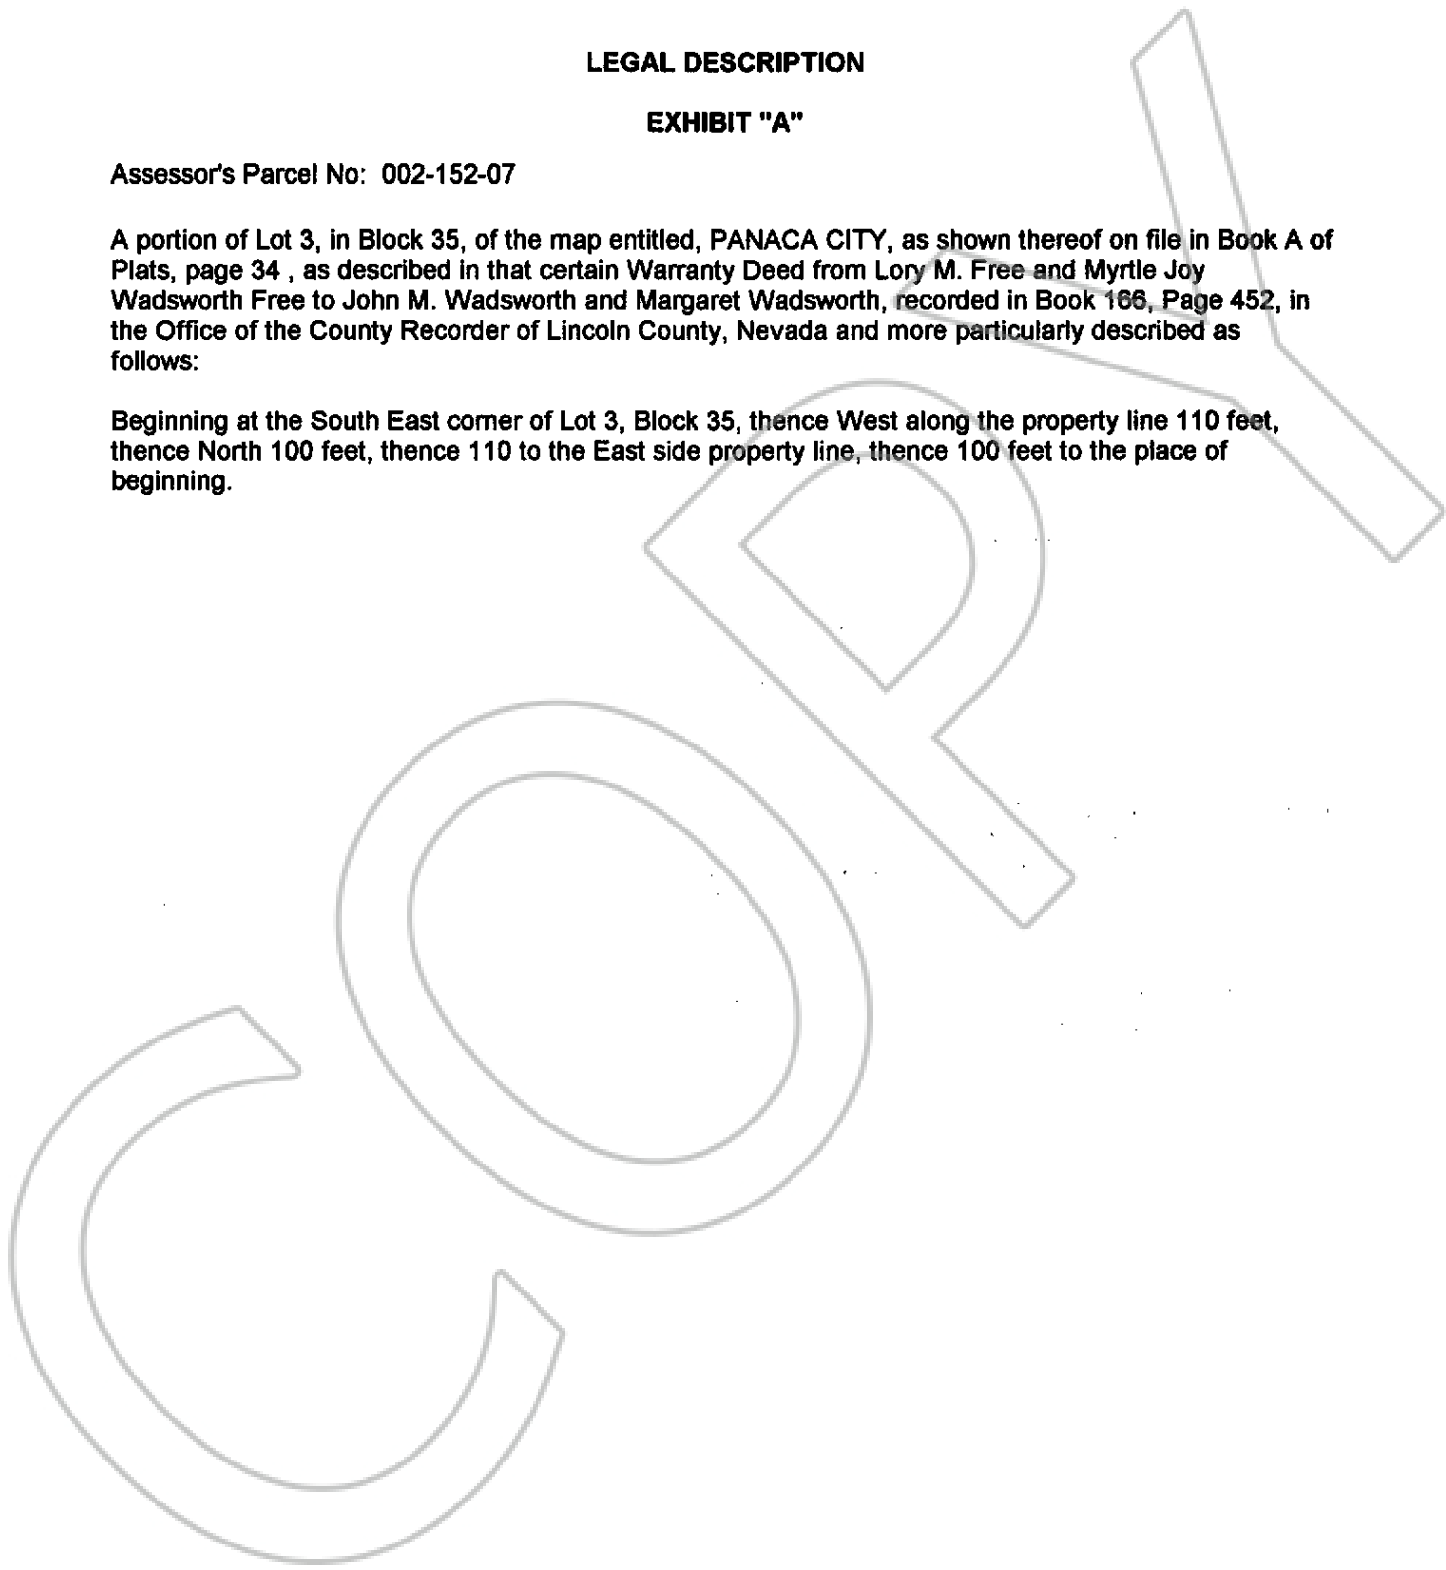 LEGAL DESCRIPTION
EXHIBIT "A"
Assessor's Parcel No: 002-152-07
A portion of Lot 3, in Block 35, of the map entitled, PANACA CITY, as shown thereof on file in Book A of
Plats, page 34 , as described in that certain Warranty Deed from Lory M. Free and Myrtle Joy
Wadsworth Free to John M. Wadsworth and Margaret Wadsworth, recorded in Book 166, Page 452, in
the Office of the County Recorder of Lincoln County, Nevada and more particularly described as
follows:
Beginning at the South East corner of Lot 3, Block 35, thence West along the property line 110 feet,
thence North 100 feet, thence 110 to the East side property line, thence 100 feet to the place of
beginning.
COPY